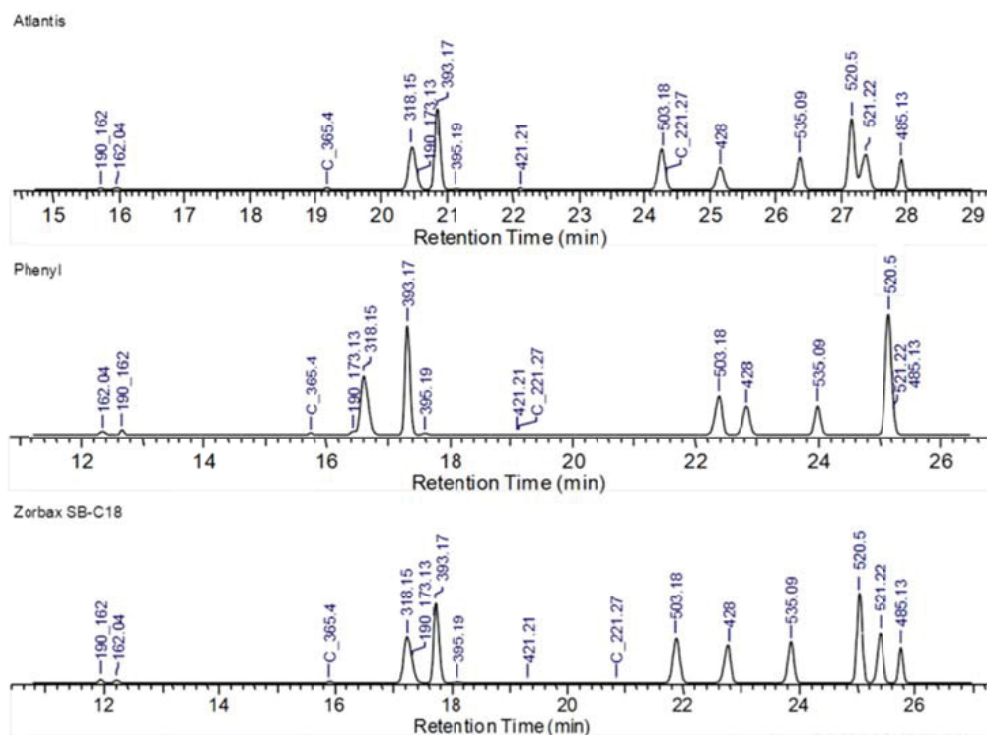 Atlantis
190_162
162.04
C_365.4
318.15
190_173.13
393.17
395.19
421.21
503.18
C_221.27
428
535.09
520.5
521.22
485.13
15 16 17 18 19 20 21 22 23 24 25 26 27 28 29
Retention Time (min)
Phenyl
162.04
190_162
C_365.4
190_173.13
318.15
393.17
395.19
421.21
C_221.27
503.18
428
535.09
520.5
521.22
485.13
12 14 16 18 20 22 24 26
Retention Time (min)
Zorbax SB-C18
190_162
162.04
C_365.4
318.15
190_173.13
393.17
395.19
421.21
C_221.27
503.18
428
535.09
520.5
521.22
485.13
12 14 16 18 20 22 24 26
Retention Time (min)